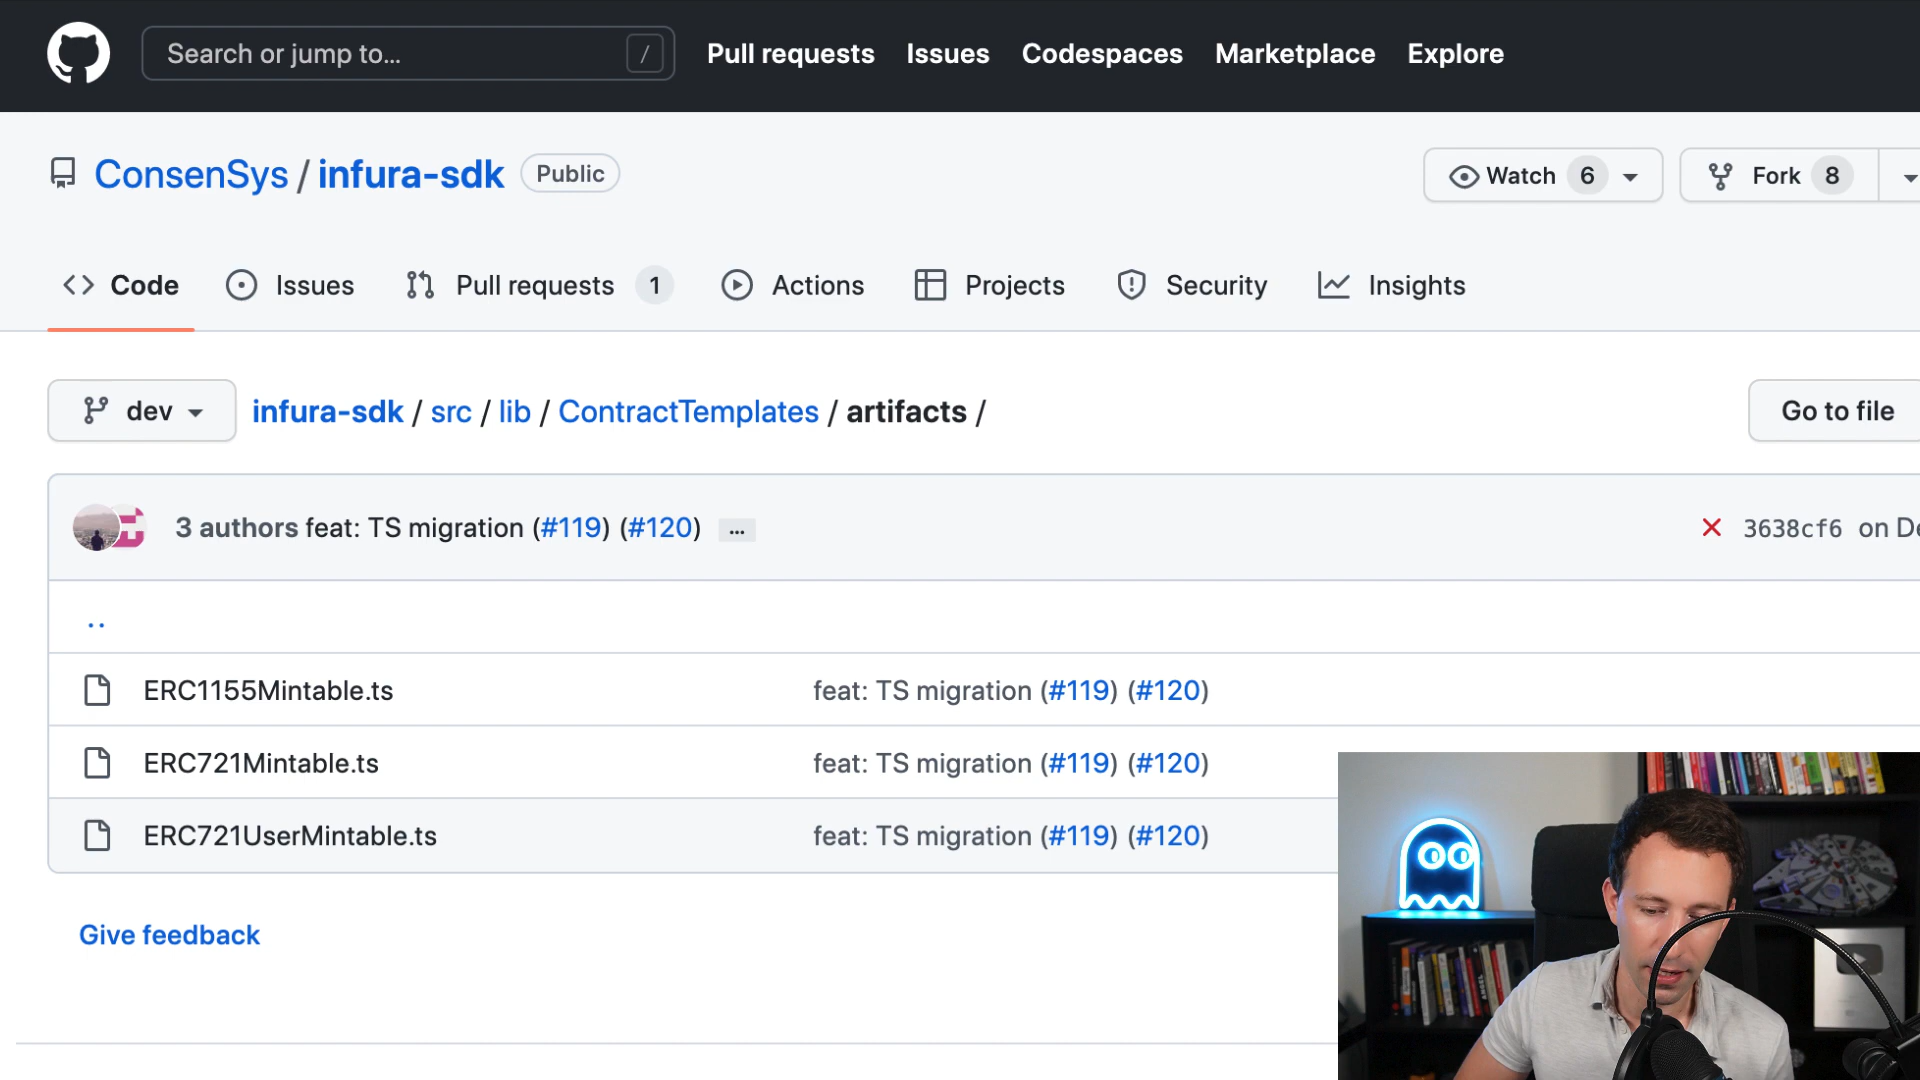 Search or jump to... /
Pull requests Issues Codespaces Marketplace Explore
ConsenSys / infura-sdk Public
Watch 6 Fork 8
Code Issues Pull requests 1 Actions Projects Security Insights
dev infura-sdk / src / lib / ContractTemplates / artifacts / Go to file
3 authors feat: TS migration (#119) (#120) ... 3638cf6 on De
..
ERC1155Mintable.ts feat: TS migration (#119) (#120)
ERC721Mintable.ts feat: TS migration (#119) (#120)
ERC721UserMintable.ts feat: TS migration (#119) (#120)
Give feedback